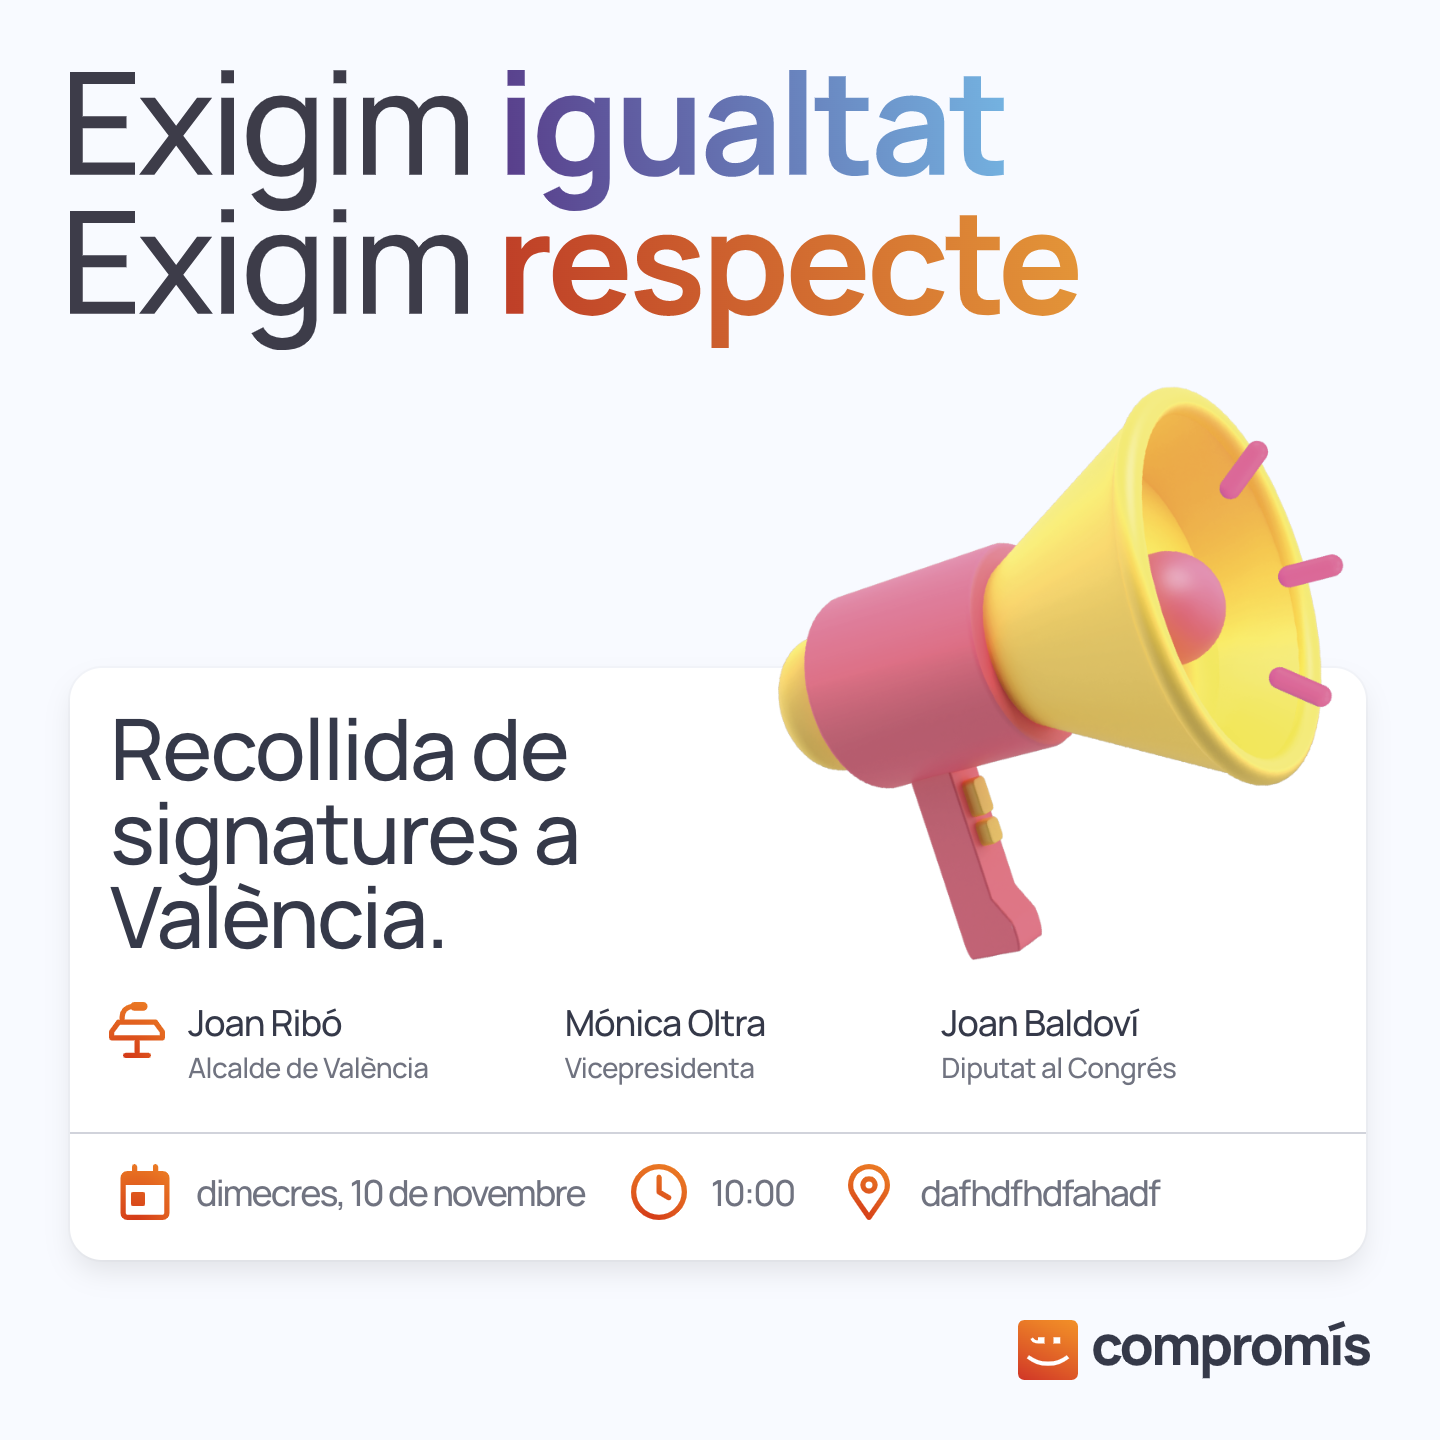 Exigim igualtat
Exigim respecte
Recollida de
signatures a
València.
Joan Ribó
Alcalde de València
Mónica Oltra
Vicepresidenta
Joan Baldoví
Diputat al Congrés
dimecres, 10 de novembre
10:00
dafhdfhdfahadf
compromís